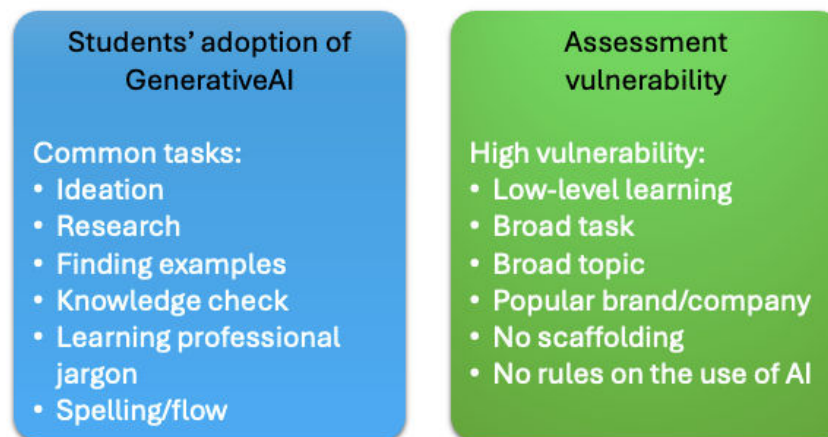 Students’ adoption of
GenerativeAI
Common tasks:
• Ideation
• Research
• Finding examples
• Knowledge check
• Learning professional
jargon
• Spelling/flow
Assessment
vulnerability
High vulnerability:
• Low-level learning
• Broad task
• Broad topic
• Popular brand/company
• No scaffolding
• No rules on the use of AI